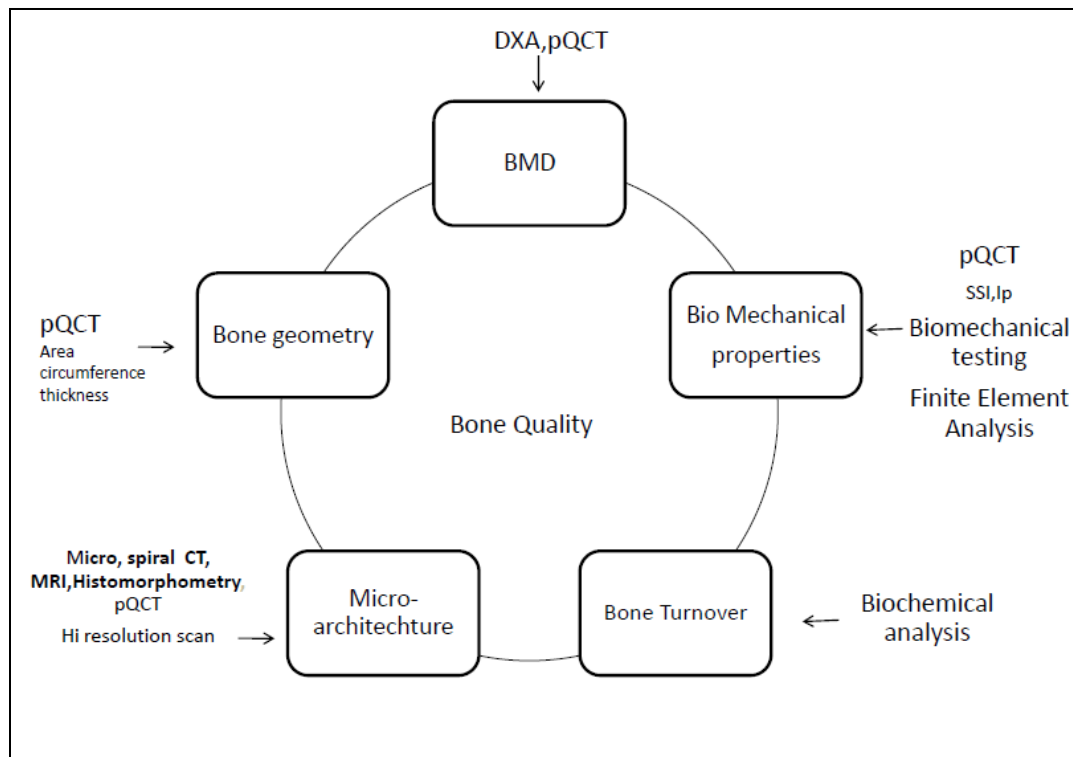 DXA,pQCT
BMD
pQCT
SSI,Ip
Biomechanical
testing
Finite Element
Analysis
Bio Mechanical
properties
Bone geometry
pQCT
Area
circumference
thickness
Bone Quality
Micro, spiral CT,
MRI,Histomorphometry,
pQCT
Hi resolution scan
Micro-
architechture
Bone Turnover
Biochemical
analysis